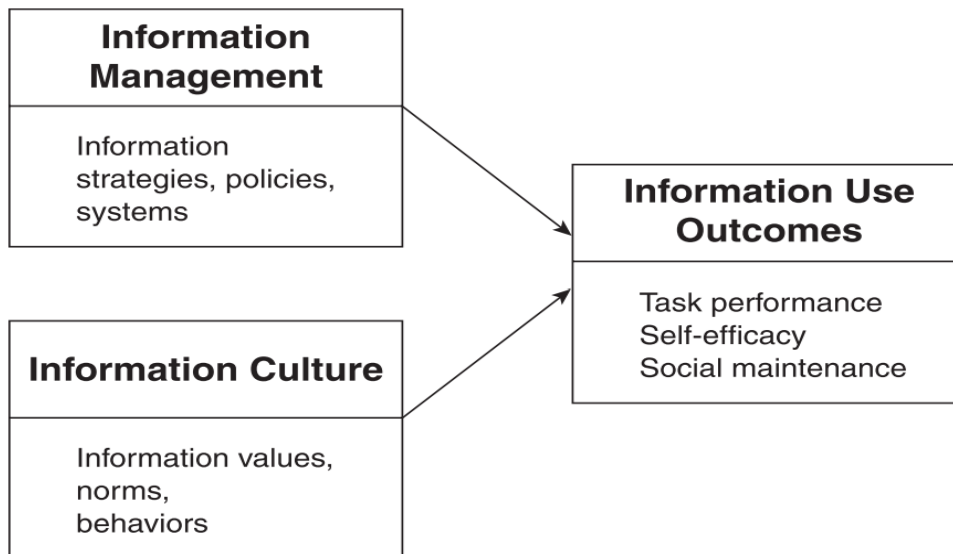 Information
Management
Information
strategies, policies,
systems
Information Culture
Information values,
norms,
behaviors
Information Use
Outcomes
Task performance
Self-efficacy
Social maintenance